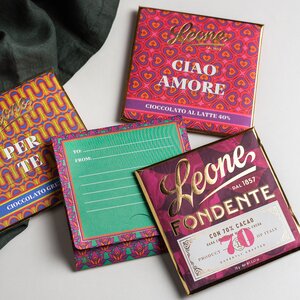 Leone
CIAO
AMORE
CIOCCOLATO AL LATTE 40%
PER
TE
CIOCCOLATO
TO:
FROM:
Leone
DAL 1857
FONDENTE
CON 70% CACAO
70
PRODUCT OF ITALY